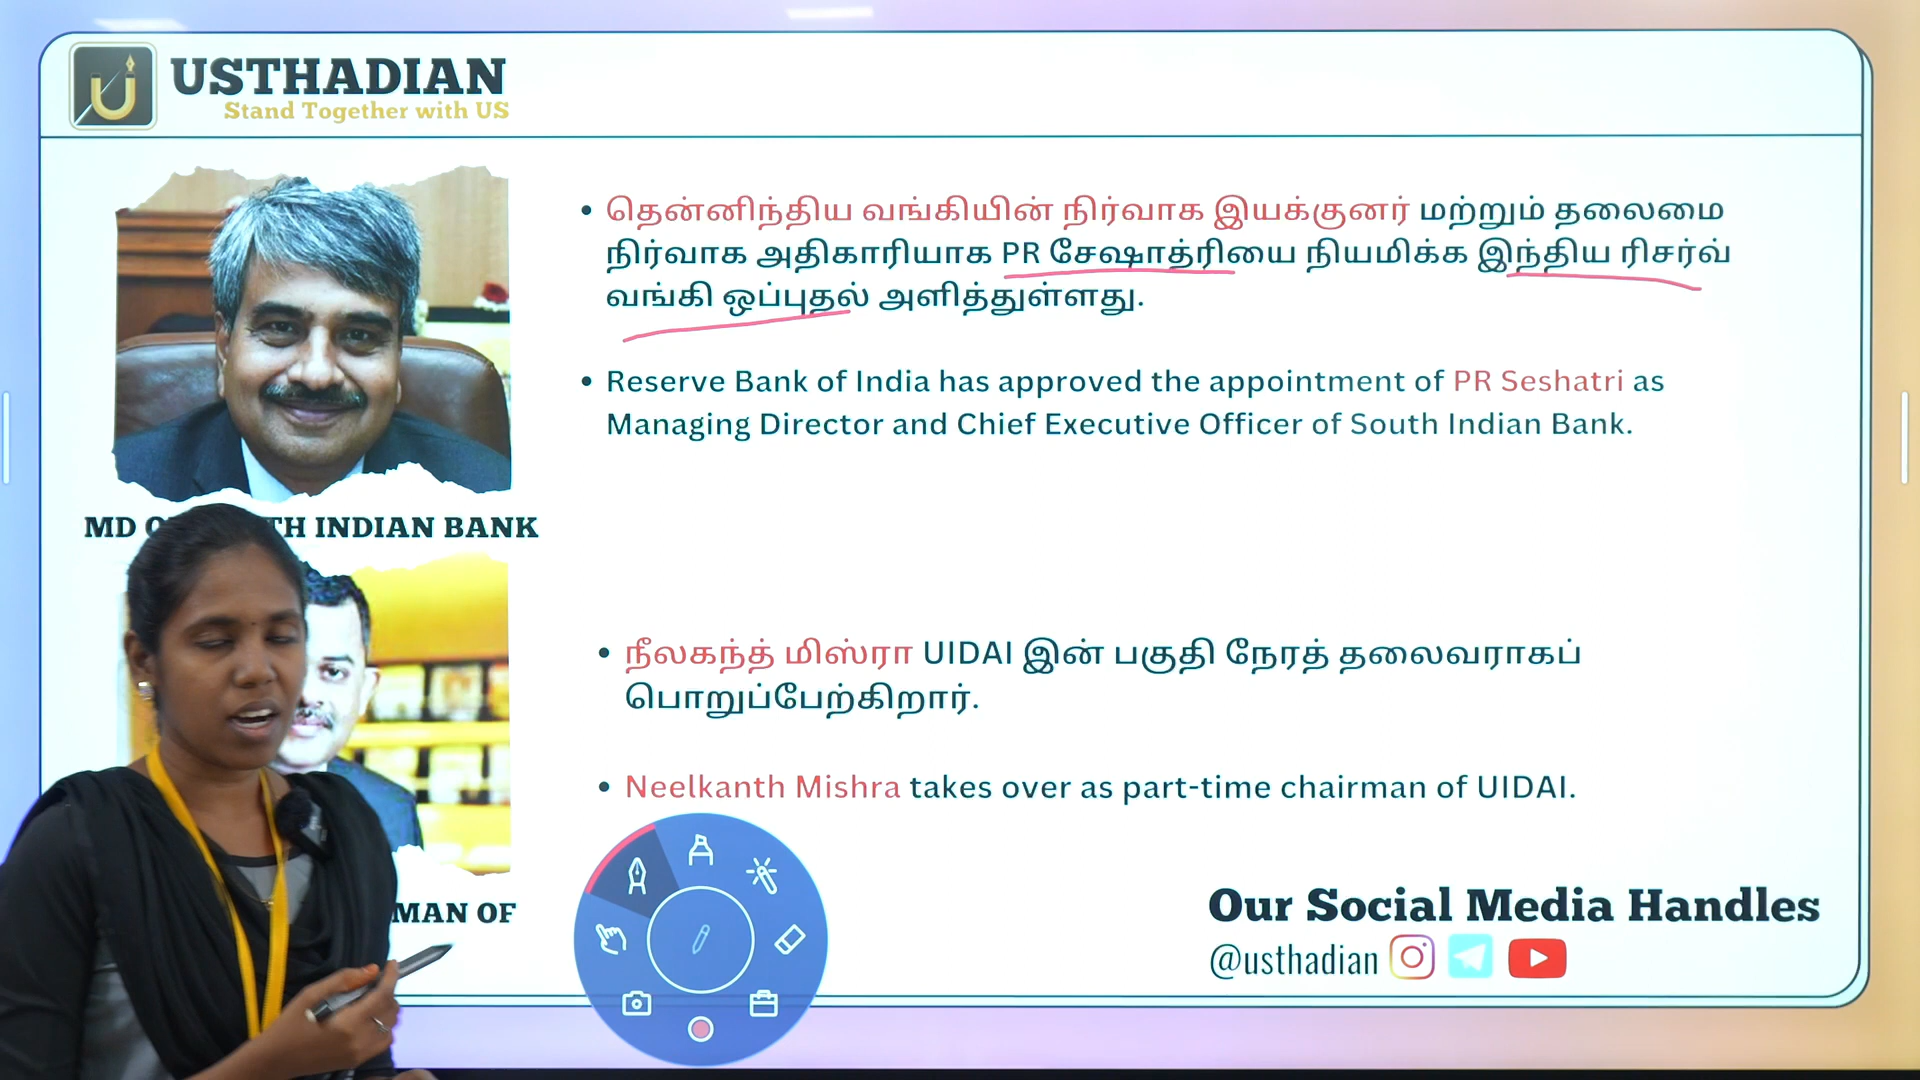 USTHADIAN
Stand Together with US
தென்னிந்திய வங்கியின் நிர்வாக இயக்குனர் மற்றும் தலைமை
நிர்வாக அதிகாரியாக PR சேஷாத்ரியை நியமிக்க இந்திய ரிசர்வ்
வங்கி ஒப்புதல் அளித்துள்ளது.
Reserve Bank of India has approved the appointment of PR Seshatri as
Managing Director and Chief Executive Officer of South Indian Bank.
MD INDIAN BANK
நீலகந்த் மிஸ்ரா UIDAI இன் பகுதி நேரத் தலைவராகப்
பொறுப்பேற்கிறார்.
Neelkanth Mishra takes over as part-time chairman of UIDAI.
OF
Our Social Media Handles
@usthadian